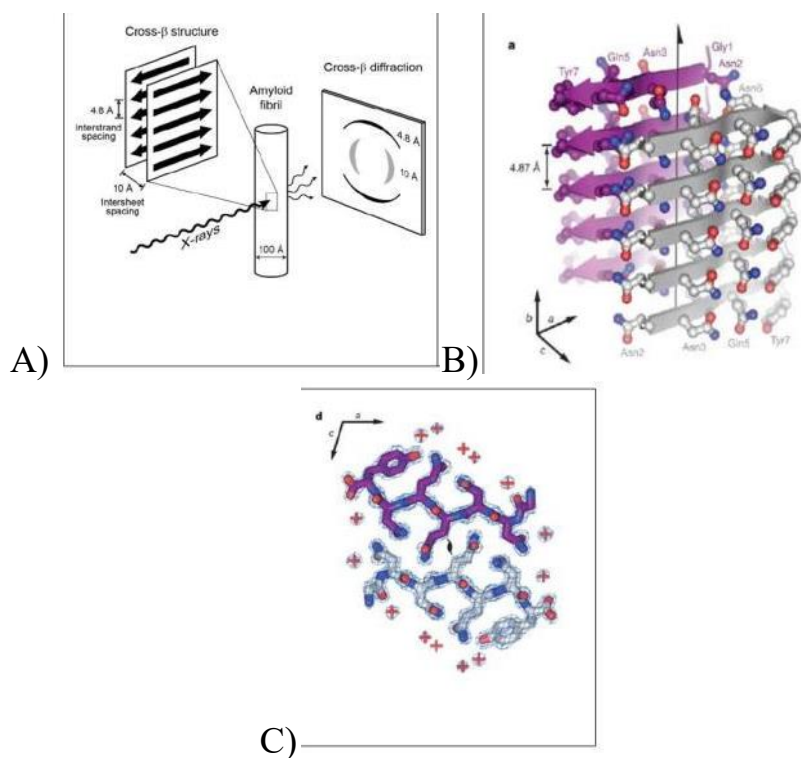 Cross-β structure
4.8 Å
Interstrand
spacing
10 Å
Intersheet
spacing
X-rays
Amyloid
fibril
100 Å
Cross-β diffraction
4.8 Å
10 Å
A)
a
Tyr7
Gln5
Asn3
Gly1
Asn2
4.87 Å
b
a
c
Asn2
Asn3
Gln5
Tyr7
B)
d
a
c
C)